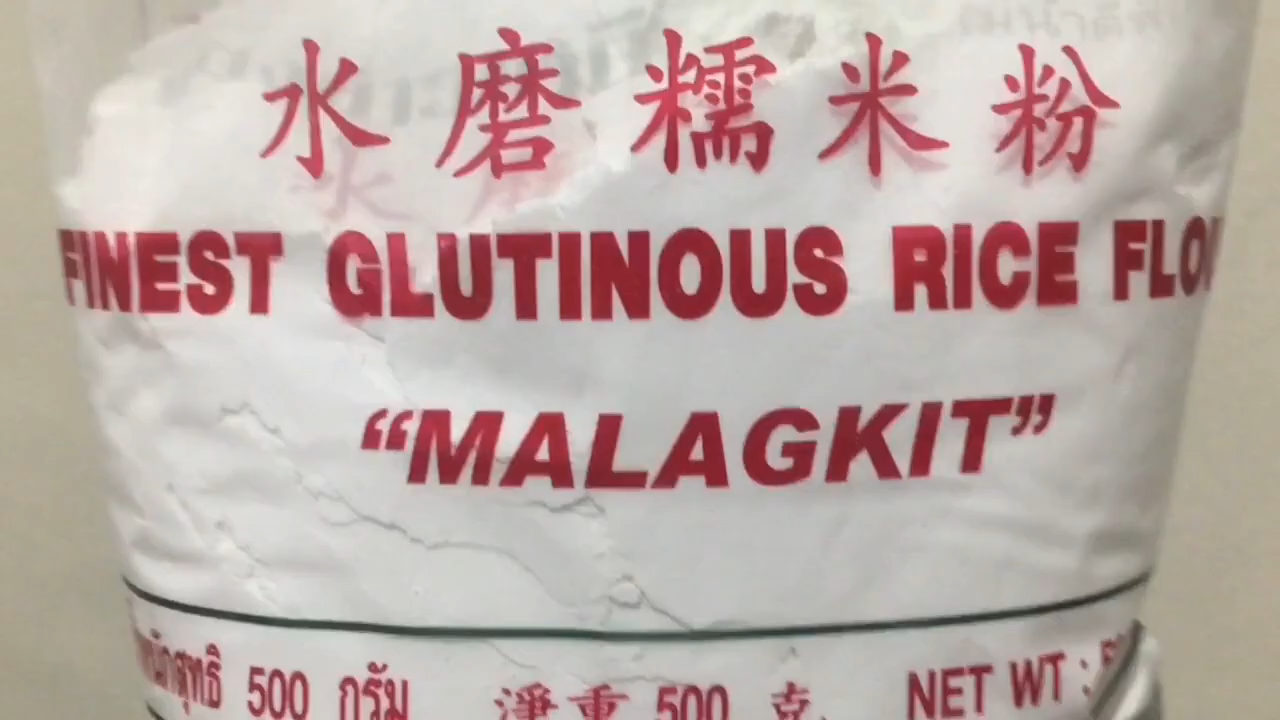 水磨糯米粉
FINEST GLUTINOUS RICE FLO
“MALAGKIT”
500 กรัม 淨重 500 克 NET WT :